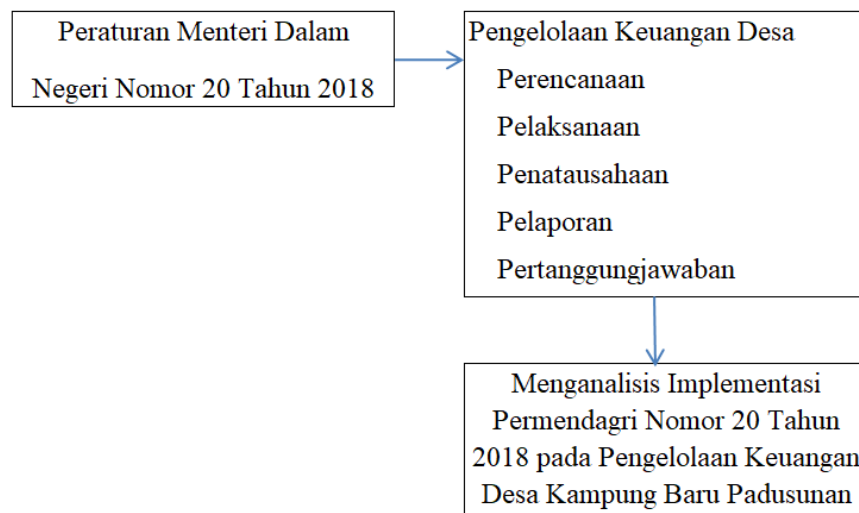 Peraturan Menteri Dalam
Negeri Nomor 20 Tahun 2018
Pengelolaan Keuangan Desa
Perencanaan
Pelaksanaan
Penatausahaan
Pelaporan
Pertanggungjawaban
Menganalisis Implementasi
Permendagri Nomor 20 Tahun
2018 pada Pengelolaan Keuangan
Desa Kampung Baru Padusunan